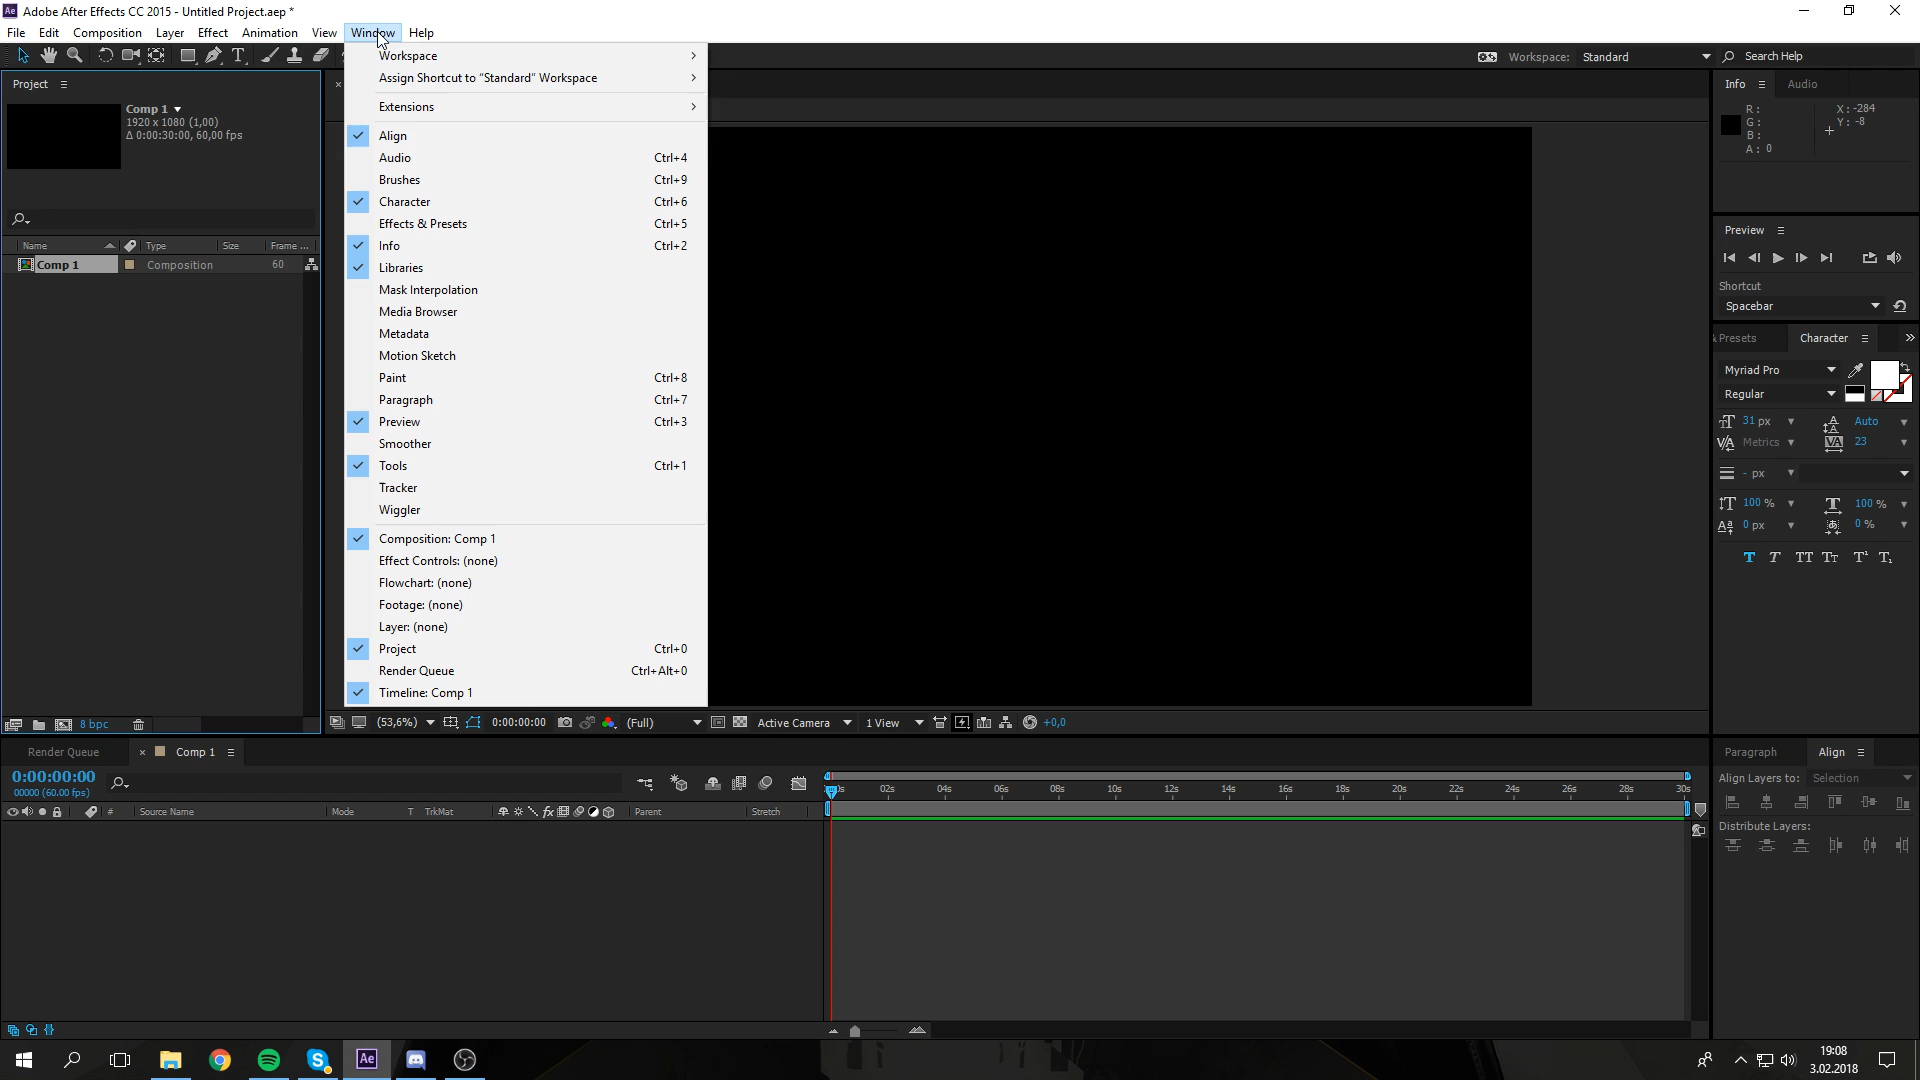 Ae Adobe After Effects CC 2015 - Untitled Project.aep *
File Edit Composition Layer Effect Animation View Window Help
Workspace: Standard Search Help
Project
Comp 1
1920 x 1080 (1,00)
Δ 0:00:30:00, 60,00 fps
Name Type Size Frame ...
Comp 1 Composition 60
8 bpc
Workspace
Assign Shortcut to “Standard” Workspace
Extensions
Align
Audio Ctrl+4
Brushes Ctrl+9
Character Ctrl+6
Effects & Presets Ctrl+5
Info Ctrl+2
Libraries
Mask Interpolation
Media Browser
Metadata
Motion Sketch
Paint Ctrl+8
Paragraph Ctrl+7
Preview Ctrl+3
Smoother
Tools Ctrl+1
Tracker
Wiggler
Composition: Comp 1
Effect Controls: (none)
Flowchart: (none)
Footage: (none)
Layer: (none)
Project Ctrl+0
Render Queue Ctrl+Alt+0
Timeline: Comp 1
(53,6%) 0:00:00:00 (Full) Active Camera 1 View +0,0
Info Audio
R: X: -284
G: Y: -8
B:
A: 0
Preview
Shortcut
Spacebar
Presets Character
Myriad Pro
Regular
31 px Auto
Metrics 23
- px
100 % 100 %
0 px 0 %
T T TT Tt T¹ T₁
Render Queue Comp 1
0:00:00:00
00000 (60.00 fps)
# Source Name Mode T TrkMat fx Parent Stretch
02s 04s 06s 08s 10s 12s 14s 16s 18s 20s 22s 24s 26s 28s 30s
Paragraph Align
Align Layers to: Selection
Distribute Layers:
Ae
19:08
3.02.2018